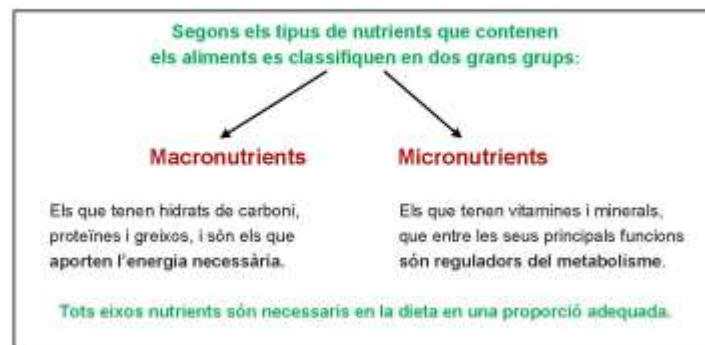 Segons els tipus de nutrients que contenen
els aliments es classifiquen en dos grans grups:
Macronutrients
Els que tenen hidrats de carboni,
proteïnes i greixos, i són els que
aporten l'energia necessària.
Micronutrients
Els que tenen vitamines i minerals,
que entre les seus principals funcions
són reguladors del metabolisme.
Tots eixos nutrients són necessaris en la dieta en una proporció adequada.